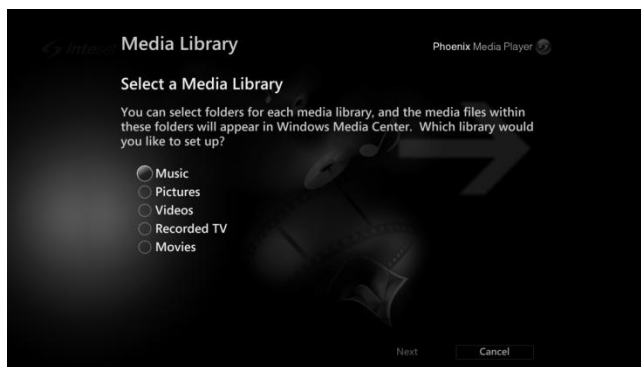 inteset
Media Library
Phoenix Media Player
Select a Media Library
You can select folders for each media library, and the media files within
these folders will appear in Windows Media Center. Which library would
you like to set up?
Music
Pictures
Videos
Recorded TV
Movies
Next
Cancel